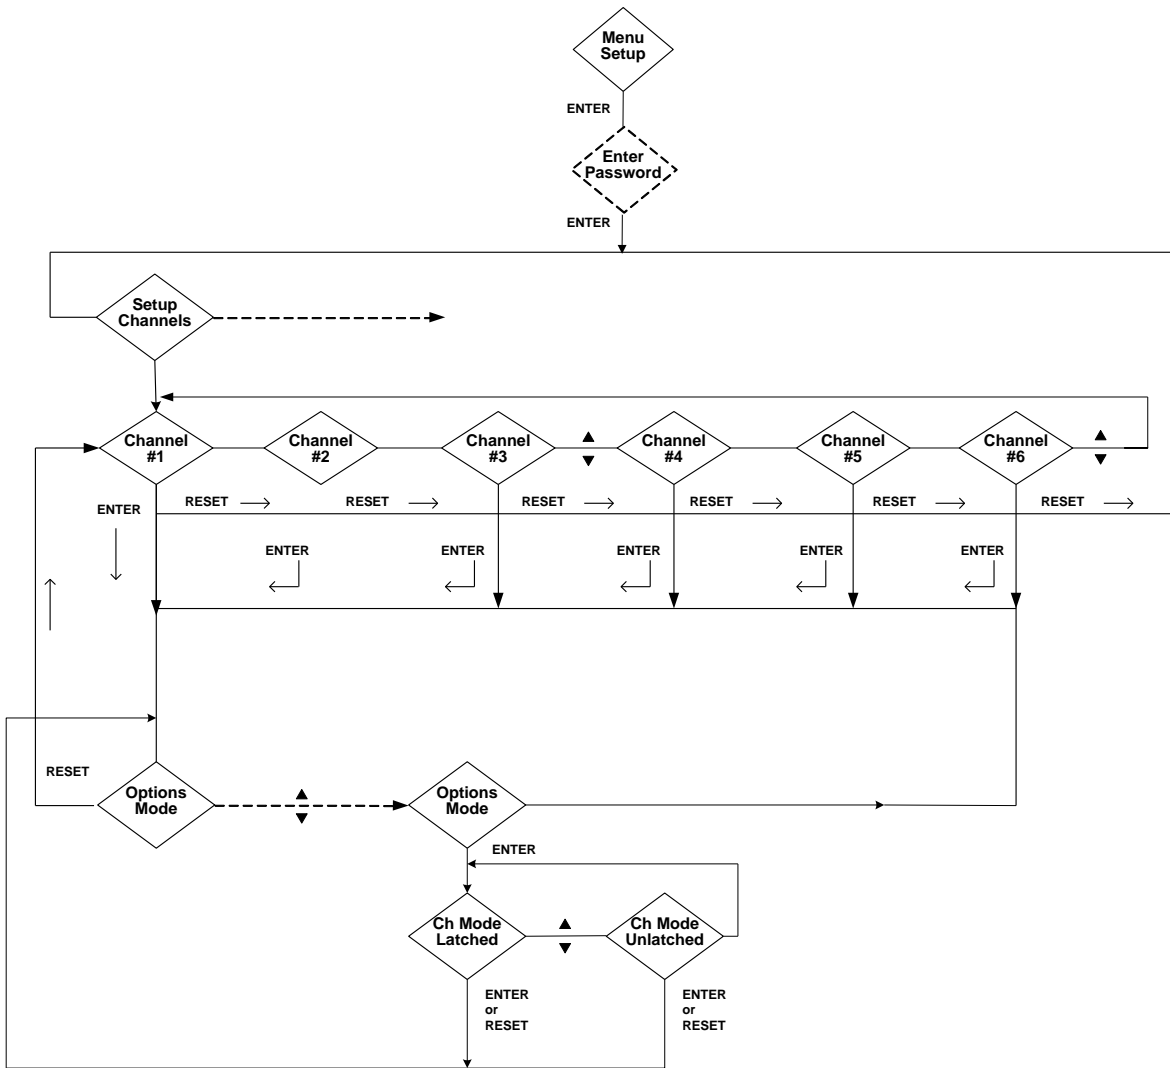 Menu
Setup
ENTER
Enter
Password
ENTER
Setup
Channels
Channel
#1
Channel
#2
Channel
#3
Channel
#4
Channel
#5
Channel
#6
RESET
RESET
RESET
RESET
RESET
RESET
ENTER
ENTER
ENTER
ENTER
ENTER
ENTER
RESET
Options
Mode
Options
Mode
ENTER
Ch Mode
Latched
Ch Mode
Unlatched
ENTER
or
RESET
ENTER
or
RESET